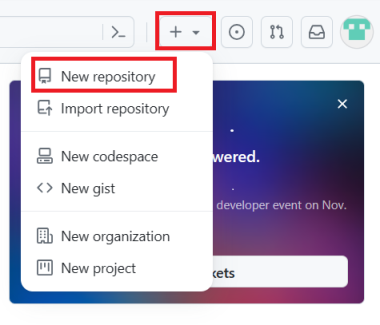 New repository
Import repository
New codespace
New gist
New organization
New project
wered.
developer event on Nov.
kets